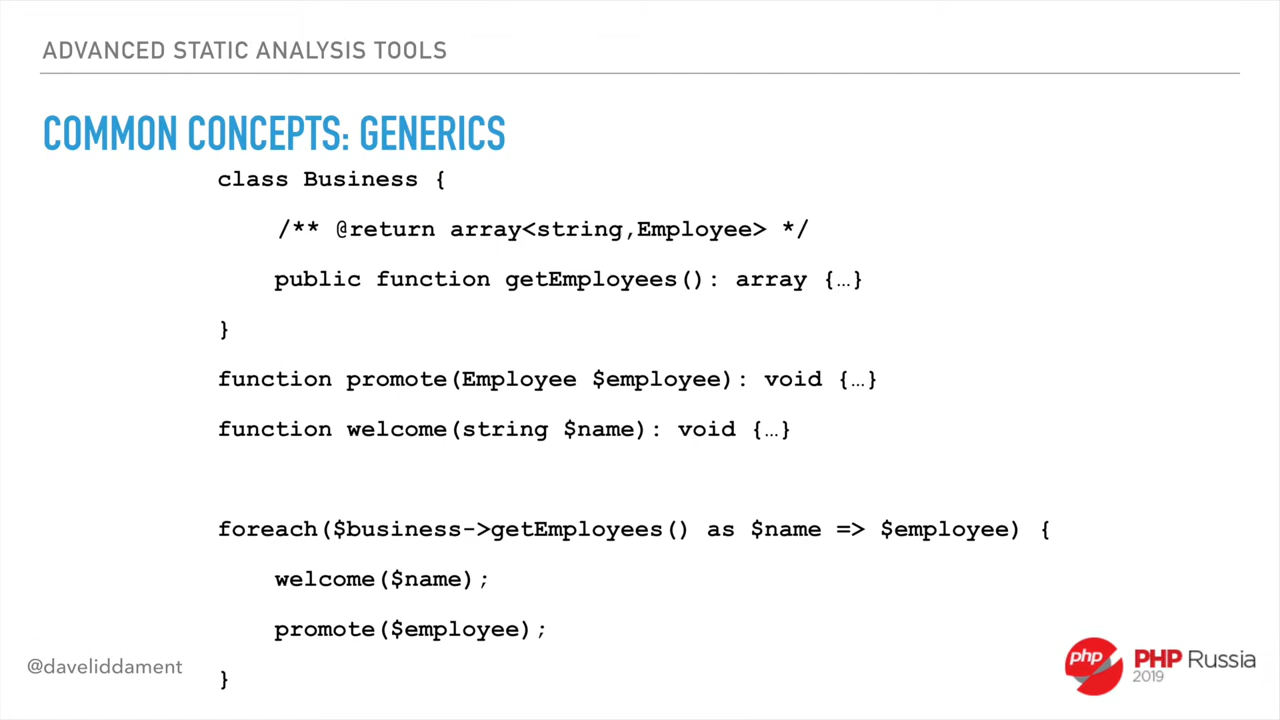 ADVANCED STATIC ANALYSIS TOOLS
COMMON CONCEPTS: GENERICS
class Business {
/** @return array<string,Employee> */
public function getEmployees(): array {…}
}
function promote(Employee $employee): void {…}
function welcome(string $name): void {…}
foreach($business->getEmployees() as $name => $employee) {
welcome($name);
promote($employee);
}
@daveliddament
php
PHP Russia
2019